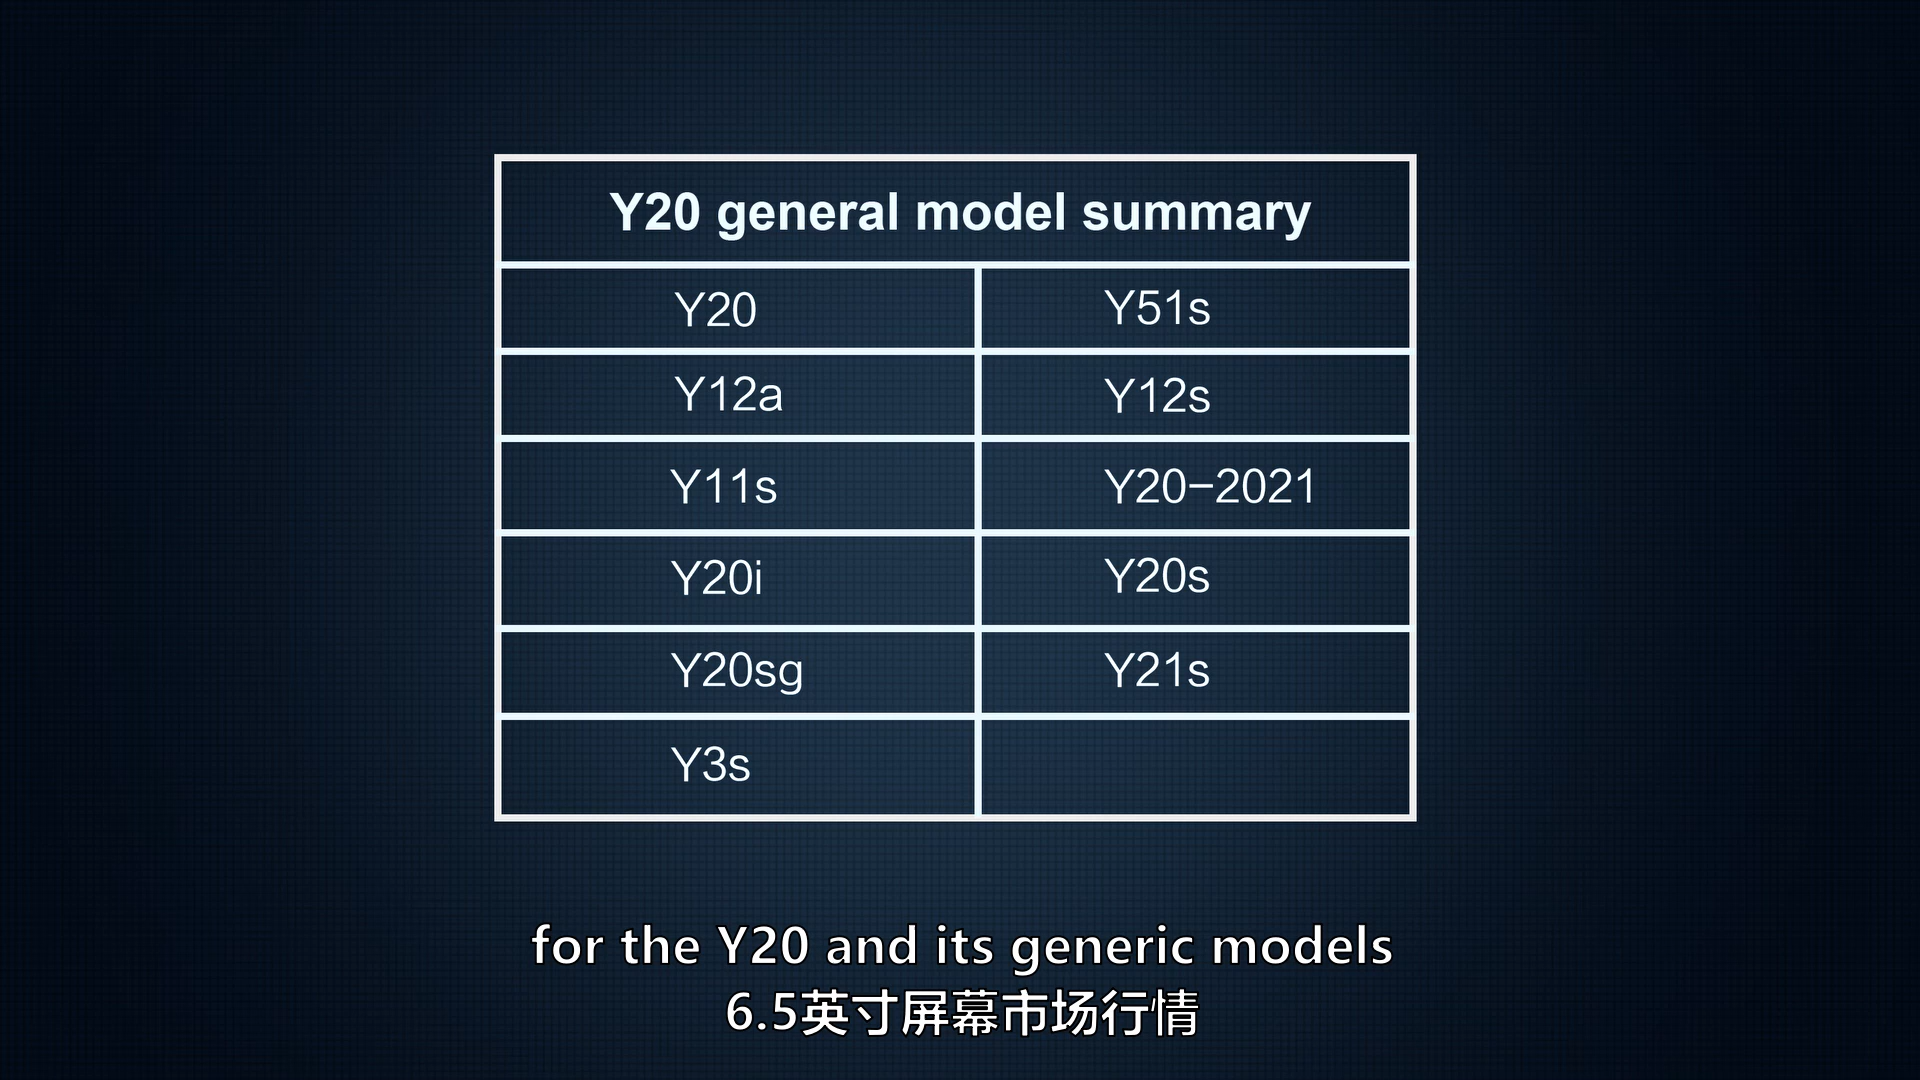 Y20 general model summary
Y20 Y51s
Y12a Y12s
Y11s Y20-2021
Y20i Y20s
Y20sg Y21s
Y3s
for the Y20 and its generic models
6.5英寸屏幕市场行情